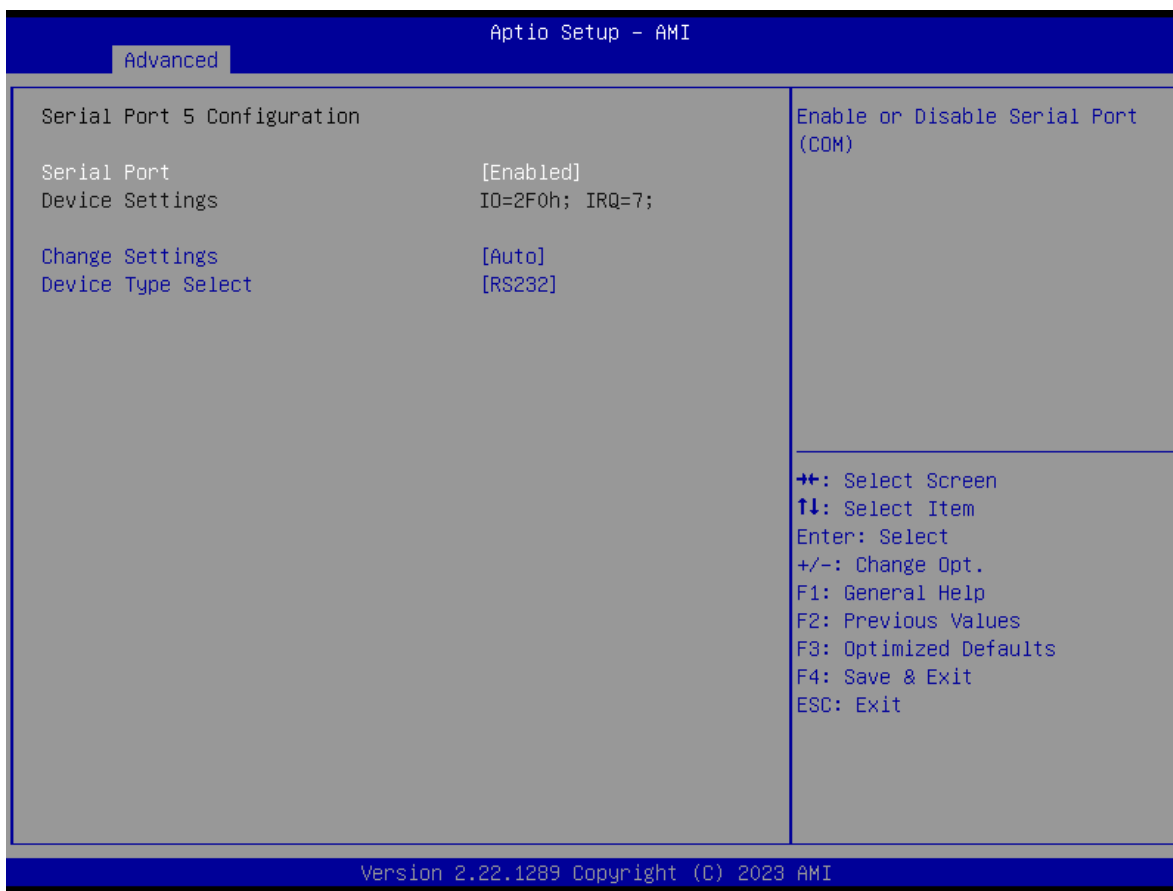 Aptio Setup – AMI
Advanced
Serial Port 5 Configuration
Serial Port [Enabled]
Device Settings IO=2F0h; IRQ=7;
Change Settings [Auto]
Device Type Select [RS232]
Enable or Disable Serial Port
(COM)
→←: Select Screen
↑↓: Select Item
Enter: Select
+/-: Change Opt.
F1: General Help
F2: Previous Values
F3: Optimized Defaults
F4: Save & Exit
ESC: Exit
Version 2.22.1289 Copyright (C) 2023 AMI